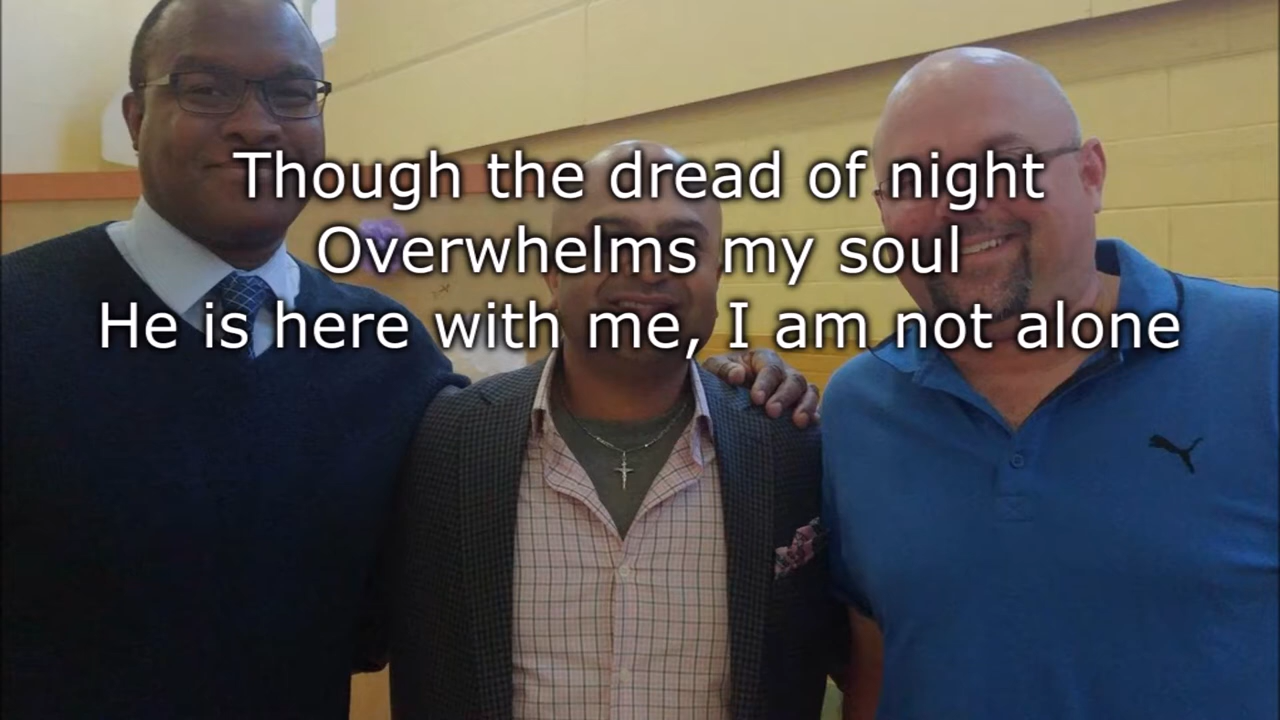 Though the dread of night
Overwhelms my soul
He is here with me, I am not alone